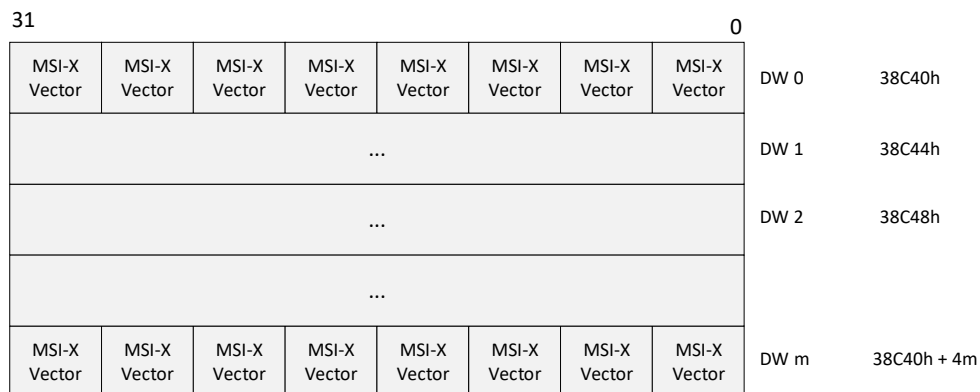 31 0
MSI-X MSI-X MSI-X MSI-X MSI-X MSI-X MSI-X MSI-X
Vector Vector Vector Vector Vector Vector Vector Vector
DW 0 38C40h
... DW 1 38C44h
... DW 2 38C48h
...
MSI-X MSI-X MSI-X MSI-X MSI-X MSI-X MSI-X MSI-X
Vector Vector Vector Vector Vector Vector Vector Vector
DW m 38C40h + 4m